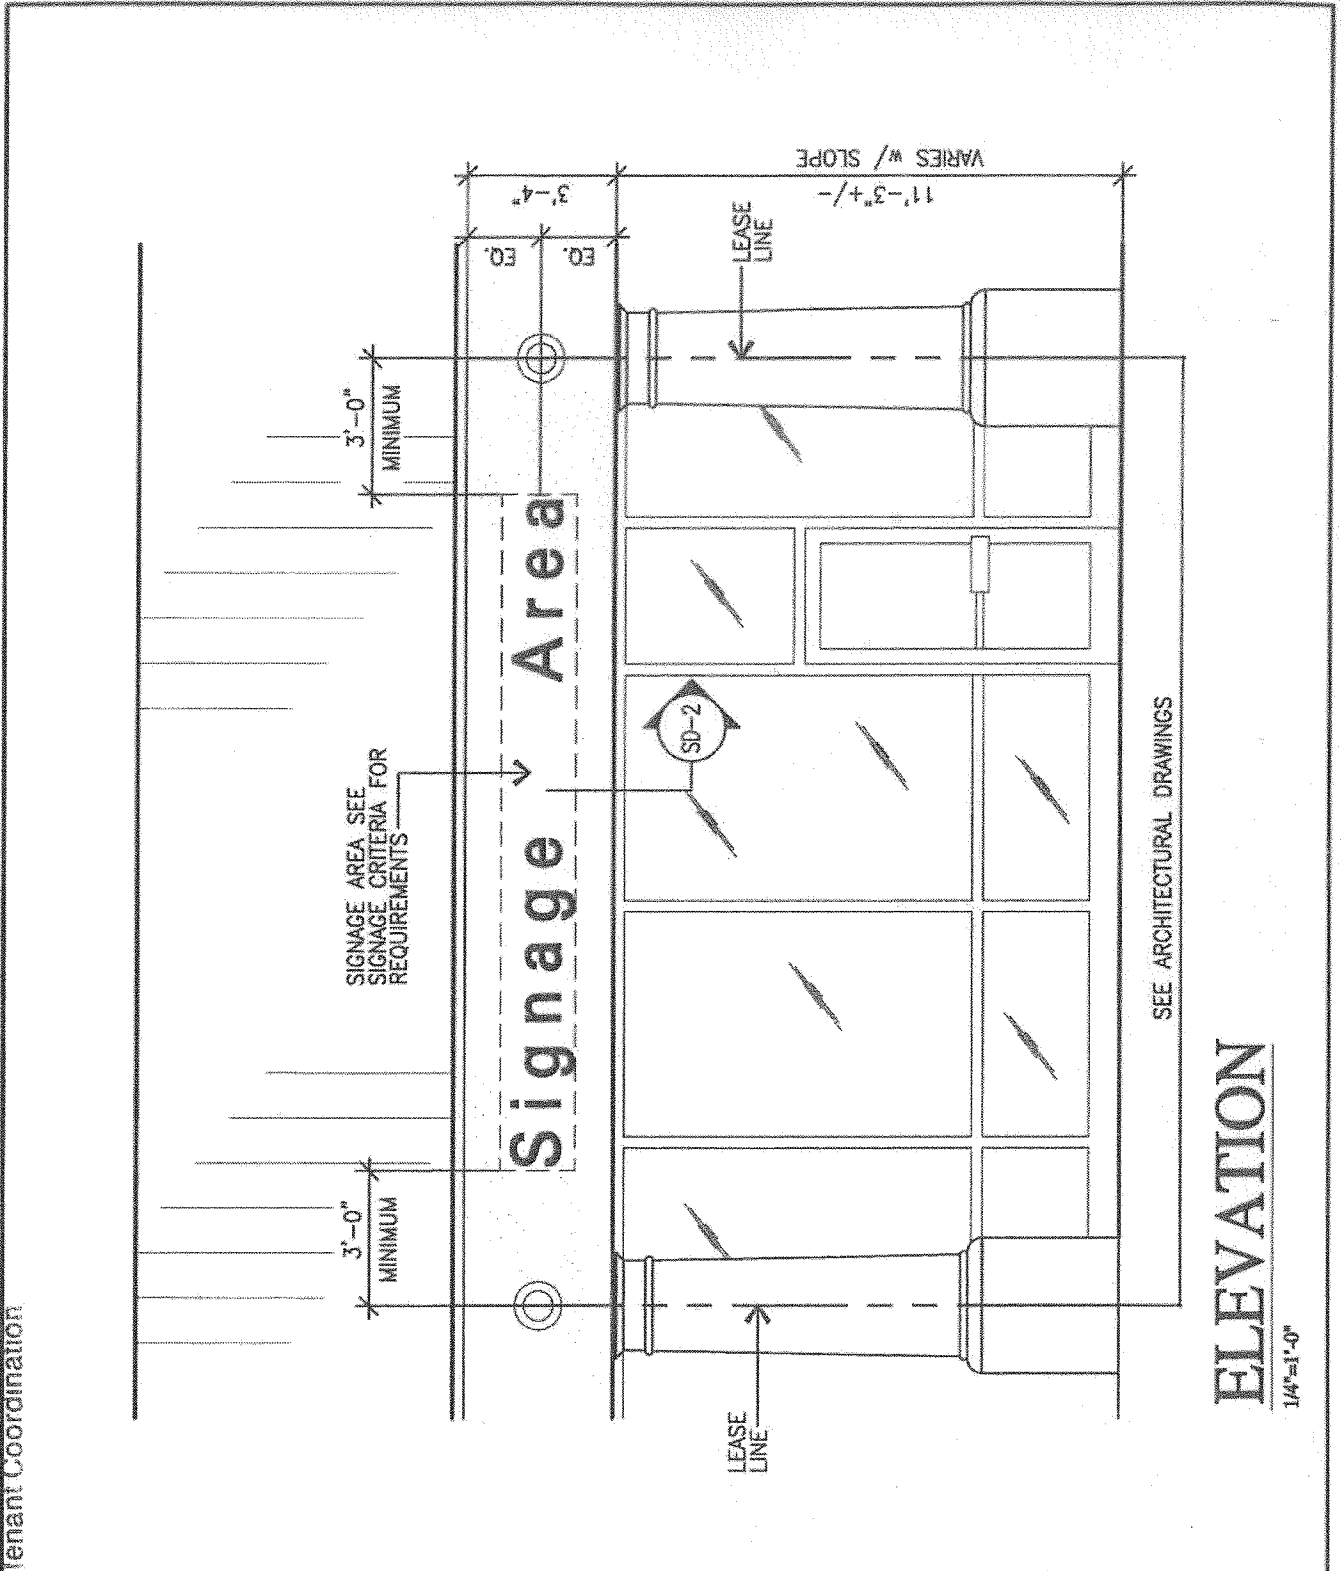 Tenant Coordination
SIGNAGE AREA SEE
SIGNAGE CRITERIA FOR
REQUIREMENTS
3'-0"
MINIMUM
3'-0"
MINIMUM
Signage Area
EQ.
EQ.
3'-4"
11'-3"+/-
VARIES w/ SLOPE
SD-2
LEASE
LINE
LEASE
LINE
SEE ARCHITECTURAL DRAWINGS
ELEVATION
1/4"=1'-0"